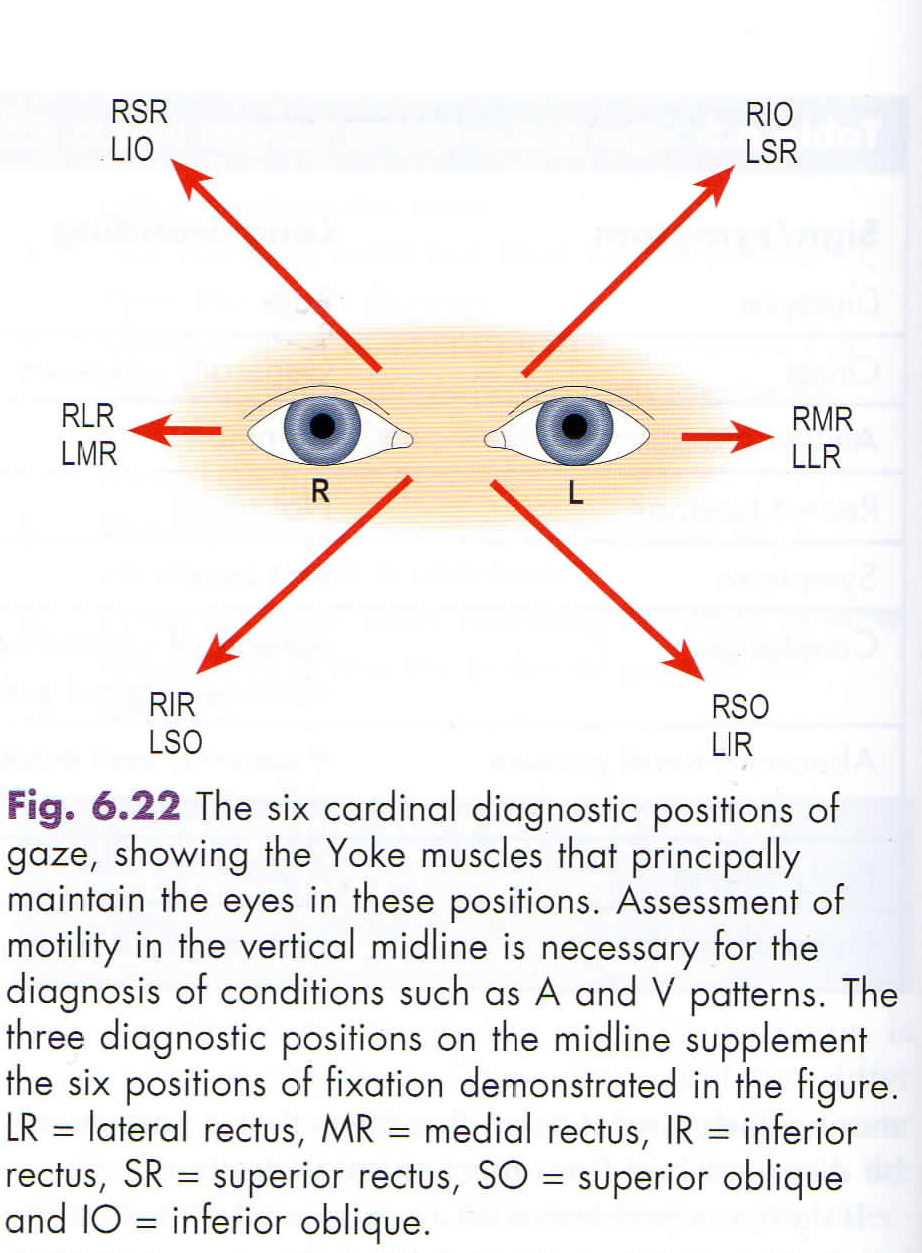 RSR
LIO
RIO
LSR
RLR
LMR
RMR
LLR
R
L
RIR
LSO
RSO
LIR
Fig. 6.22 The six cardinal diagnostic positions of
gaze, showing the Yoke muscles that principally
maintain the eyes in these positions. Assessment of
motility in the vertical midline is necessary for the
diagnosis of conditions such as A and V patterns. The
three diagnostic positions on the midline supplement
the six positions of fixation demonstrated in the figure.
LR = lateral rectus, MR = medial rectus, IR = inferior
rectus, SR = superior rectus, SO = superior oblique
and IO = inferior oblique.